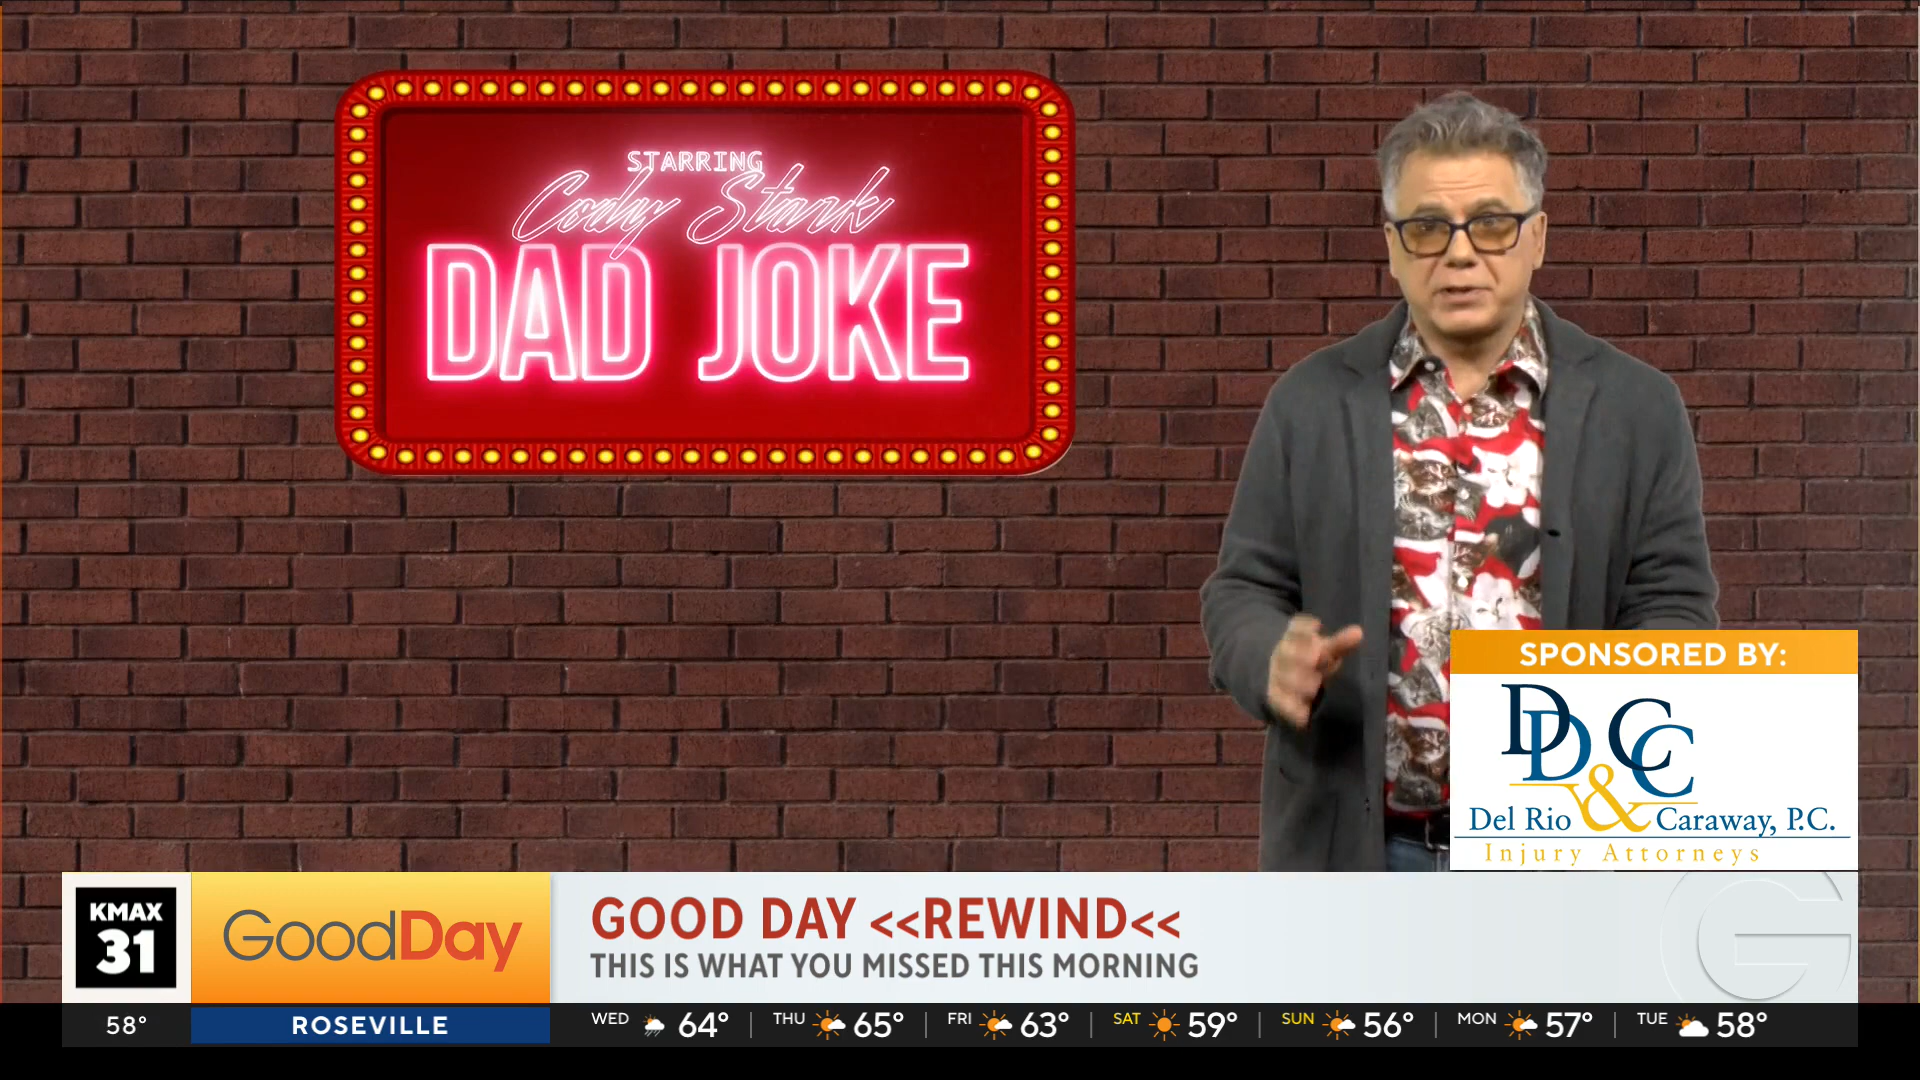 STARRING
Cody Stark
DAD JOKE
SPONSORED BY:
DD&CC
Del Rio & Caraway, P.C.
Injury Attorneys
KMAX
31
GoodDay
GOOD DAY <<REWIND<<
THIS IS WHAT YOU MISSED THIS MORNING
G
58° ROSEVILLE WED 64° | THU 65° | FRI 63° | SAT 59° | SUN 56° | MON 57° | TUE 58°